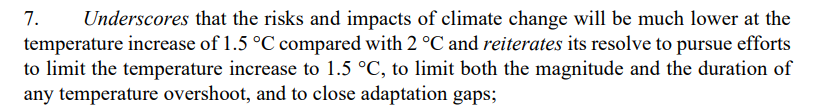 7. Underscores that the risks and impacts of climate change will be much lower at the
temperature increase of 1.5 °C compared with 2 °C and reiterates its resolve to pursue efforts
to limit the temperature increase to 1.5 °C, to limit both the magnitude and the duration of
any temperature overshoot, and to close adaptation gaps;